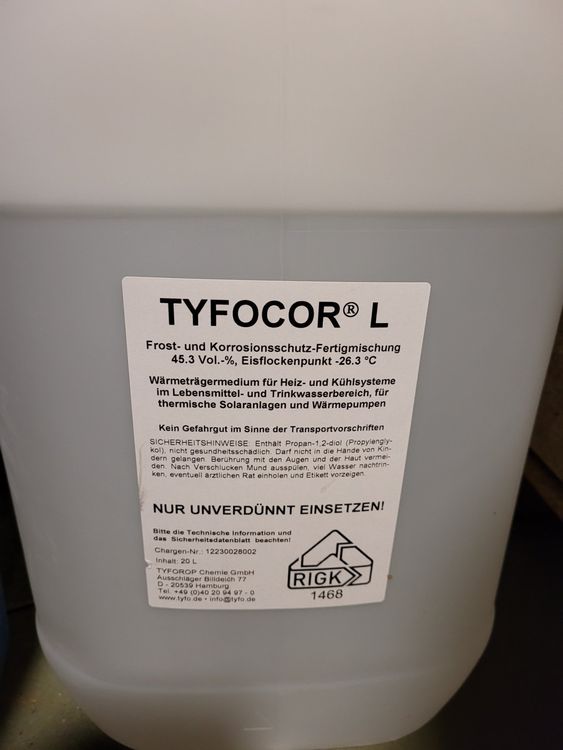 TYFOCOR® L
Frost- und Korrosionsschutz-Fertigmischung
45.3 Vol.-%, Eisflockenpunkt -26.3 °C
Wärmeträgermedium für Heiz- und Kühlsysteme
im Lebensmittel- und Trinkwasserbereich, für
thermische Solaranlagen und Wärmepumpen
Kein Gefahrgut im Sinne der Transportvorschriften
SICHERHEITSHINWEISE: Enthält Propan-1,2-diol (Propylengly-
kol), nicht gesundheitsschädlich. Darf nicht in die Hände von Kin-
dern gelangen. Berührung mit den Augen und der Haut vermei-
den. Nach Verschlucken Mund ausspülen, viel Wasser nachtrin-
ken, eventuell ärztlichen Rat einholen und Etikett vorzeigen.
NUR UNVERDÜNNT EINSETZEN!
Bitte die Technische Information und
das Sicherheitsdatenblatt beachten!
Chargen-Nr.: 12230028002
Inhalt: 20 L
TYFOROP Chemie GmbH
Ausschläger Billdeich 77
D - 20539 Hamburg
Tel. +49 (0)40 20 94 97 - 0
www.tyfo.de • info@tyfo.de
RIGK
1468